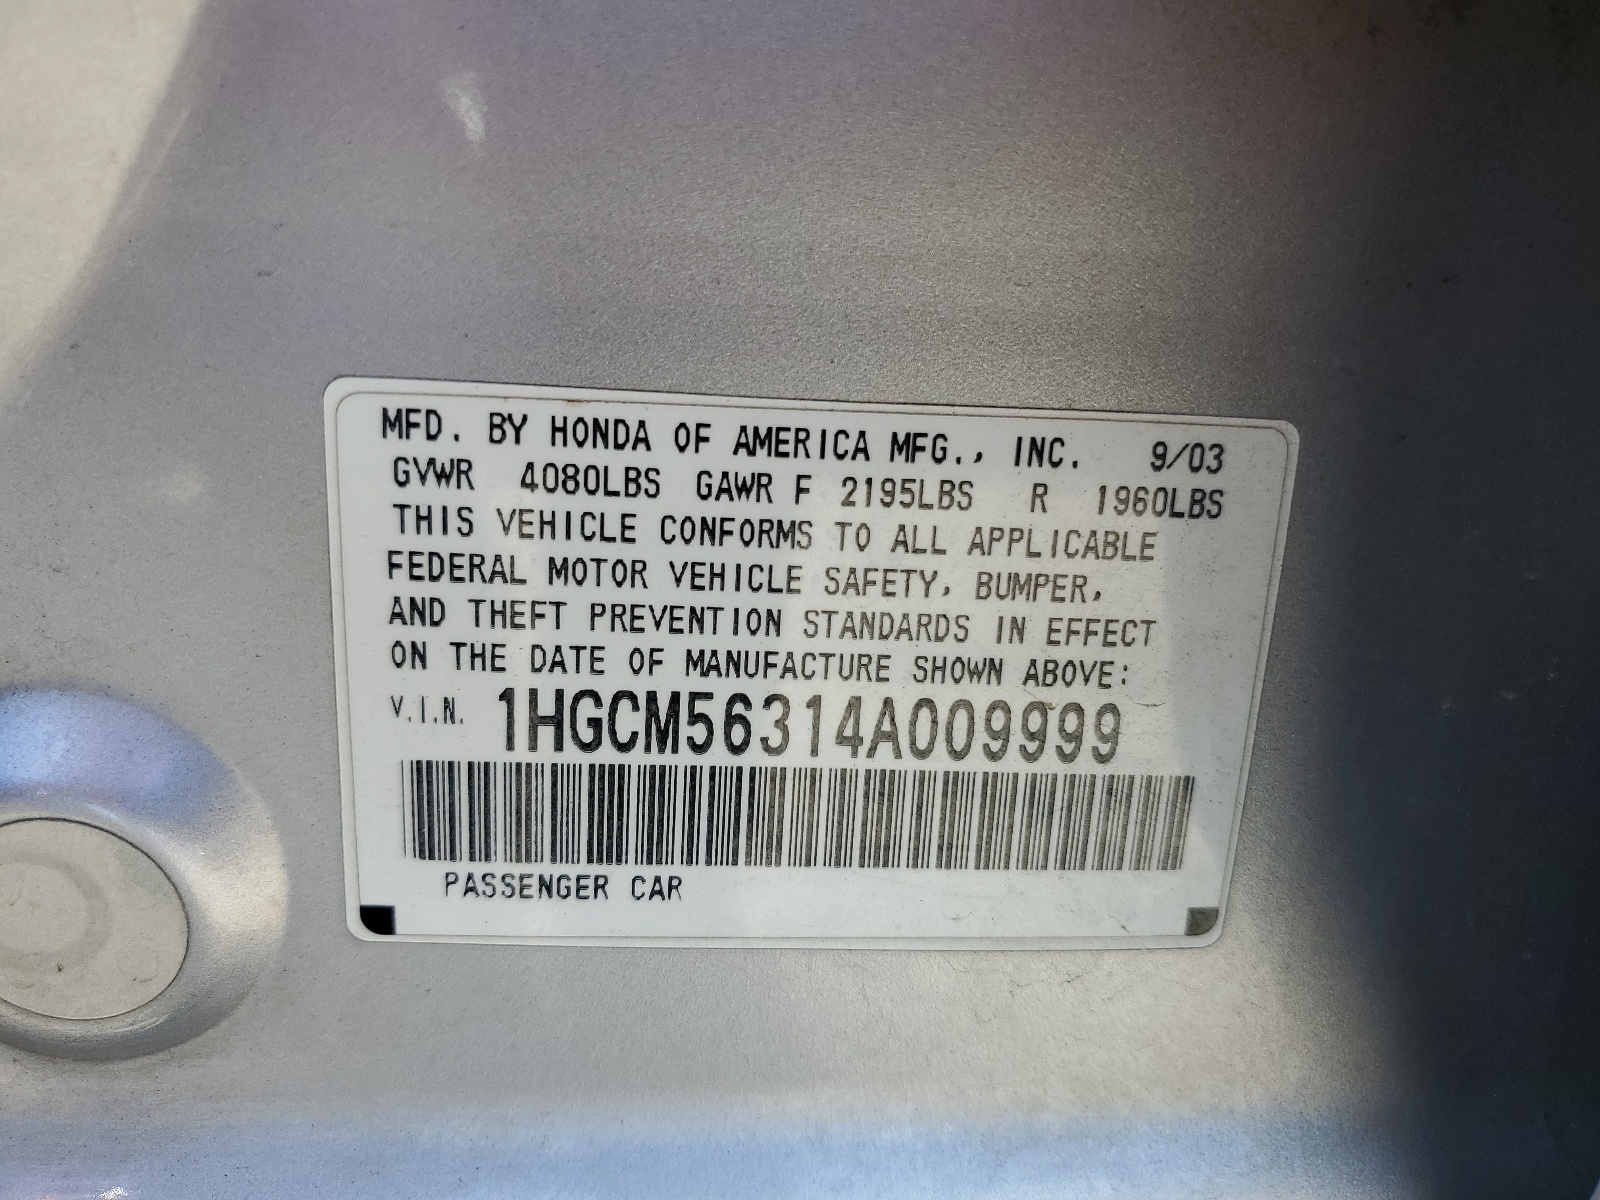 MFD. BY HONDA OF AMERICA MFG., INC. 9/03
GVWR 4080LBS GAWR F 2195LBS R 1960LBS
THIS VEHICLE CONFORMS TO ALL APPLICABLE
FEDERAL MOTOR VEHICLE SAFETY, BUMPER,
AND THEFT PREVENTION STANDARDS IN EFFECT
ON THE DATE OF MANUFACTURE SHOWN ABOVE:
V.I.N. 1HGCM56314A009999
PASSENGER CAR